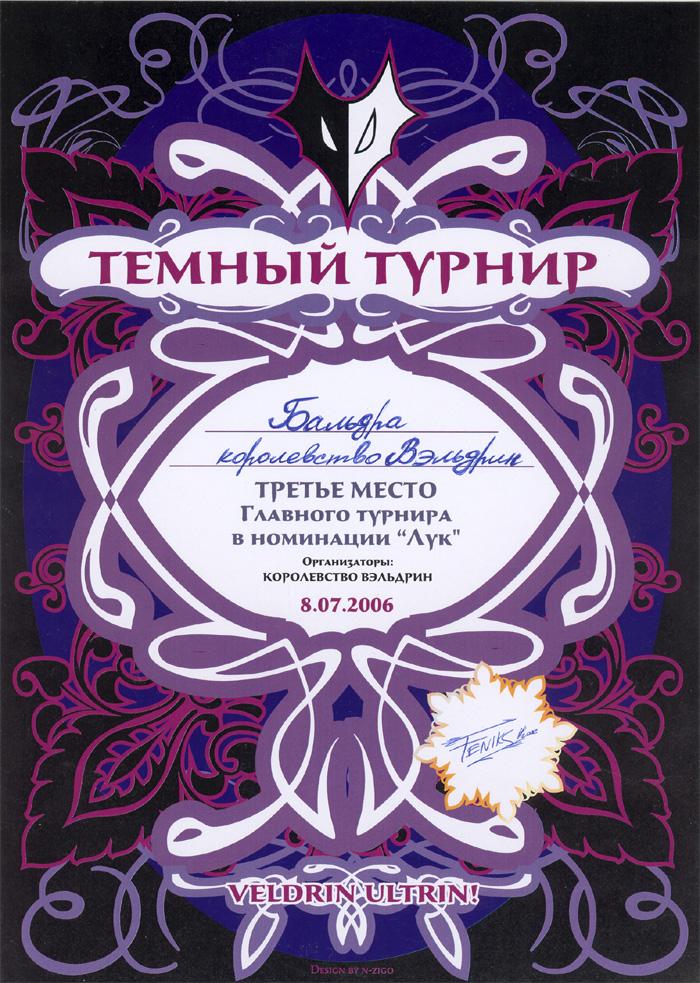 ТЕМНЫЙ ТУРНИР
Бальдра
королевство Вэльдрин
ТРЕТЬЕ МЕСТО
Главного турнира
в номинации “Лук"
Организаторы:
королевство Вэльдрин
8.07.2006
FENIKS
VELDRIN ULTRIN!
Design by n-zigo